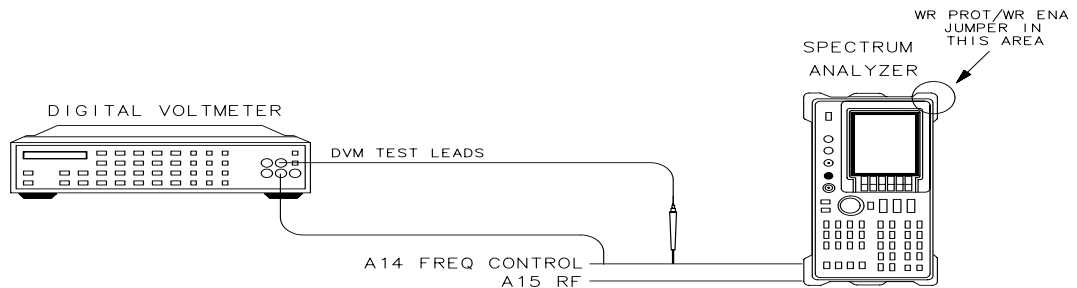 WR PROT/WR ENA
JUMPER IN
THIS AREA
SPECTRUM
ANALYZER
DIGITAL VOLTMETER
DVM TEST LEADS
A14 FREQ CONTROL
A15 RF